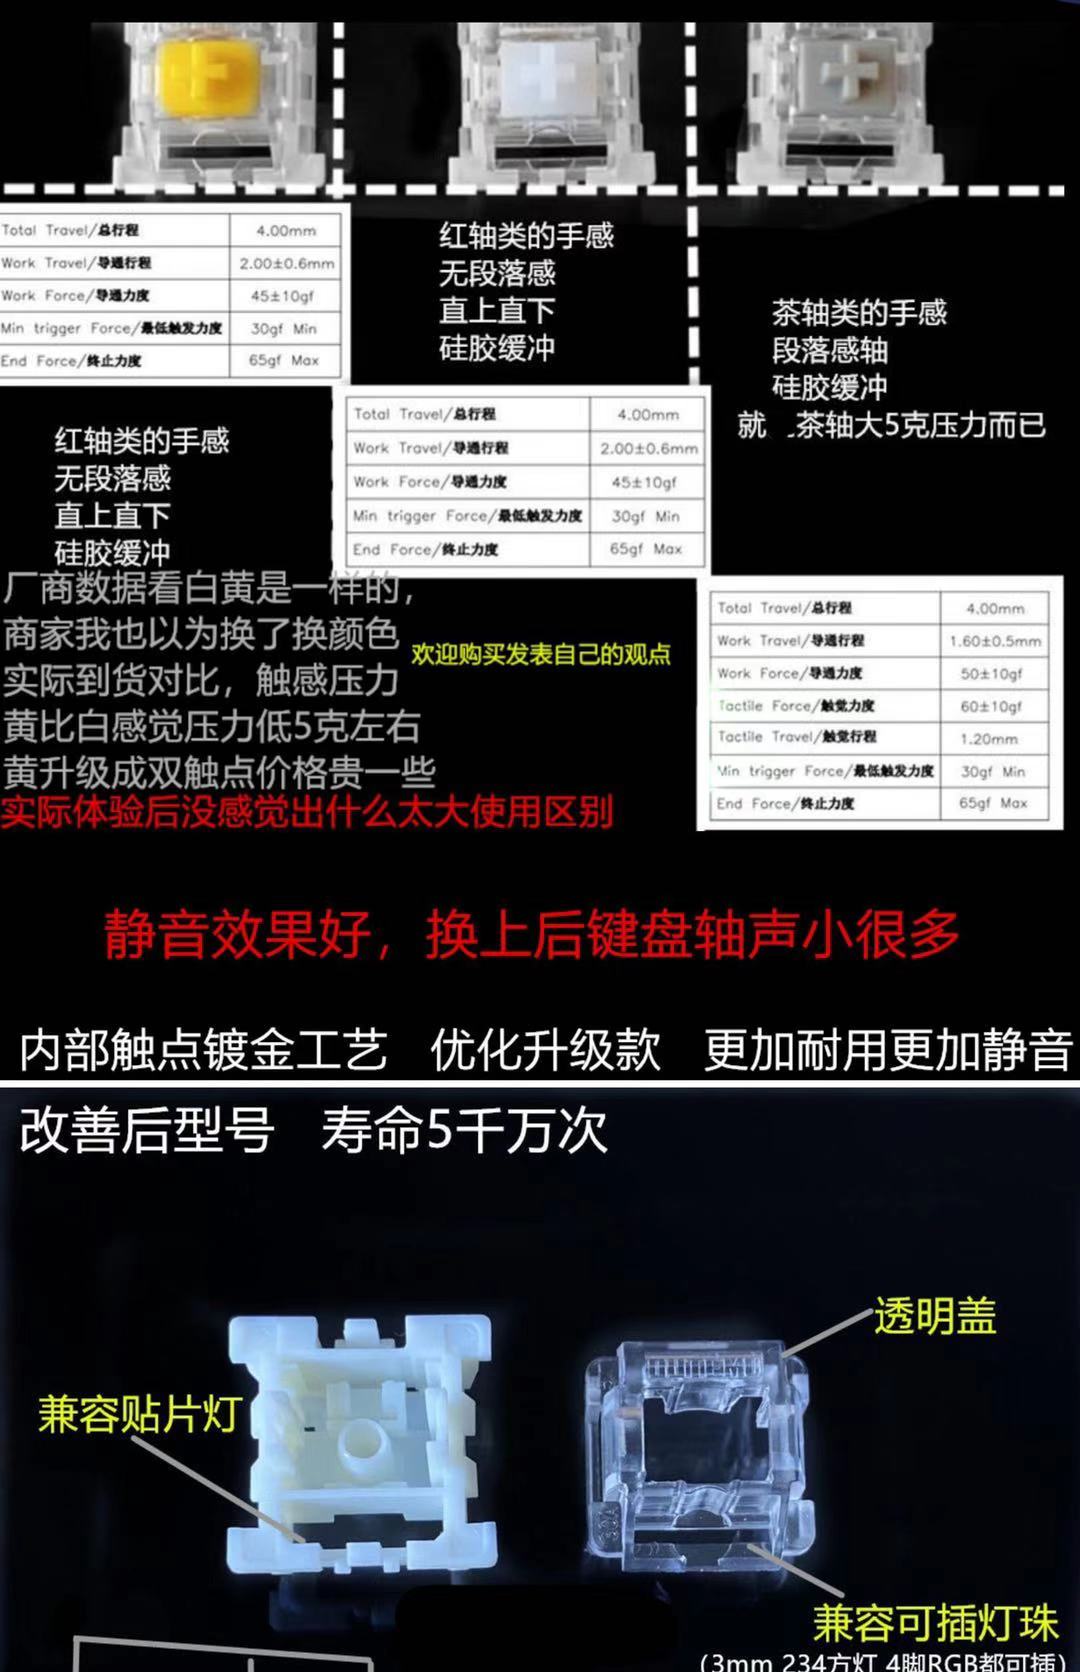 Total Travel/总行程 4.00mm
Work Travel/导通行程 2.00±0.6mm
Work Force/导通力度 45±10gf
Min trigger Force/最低触发力度 30gf Min
End Force/终止力度 65gf Max
红轴类的手感
无段落感
直上直下
硅胶缓冲
红轴类的手感
无段落感
直上直下
硅胶缓冲
Total Travel/总行程 4.00mm
Work Travel/导通行程 2.00±0.6mm
Work Force/导通力度 45±10gf
Min trigger Force/最低触发力度 30gf Min
End Force/终止力度 65gf Max
茶轴类的手感
段落感轴
硅胶缓冲
就 茶轴大5克压力而已
Total Travel/总行程 4.00mm
Work Travel/导通行程 1.60±0.5mm
Work Force/导通力度 50±10gf
Tactile Force/触觉力度 60±10gf
Tactile Travel/触觉行程 1.20mm
Min trigger Force/最低触发力度 30gf Min
End Force/终止力度 65gf Max
厂商数据看白黄是一样的，
商家我也以为换了换颜色
实际到货对比，触感压力
黄比白感觉压力低5克左右
黄升级成双触点价格贵一些
实际体验后没感觉出什么太大使用区别
欢迎购买发表自己的观点
静音效果好，换上后键盘轴声小很多
内部触点镀金工艺 优化升级款 更加耐用更加静音
改善后型号 寿命5千万次
透明盖
兼容贴片灯
兼容可插灯珠
(3mm 234方灯 4脚RGB都可插)